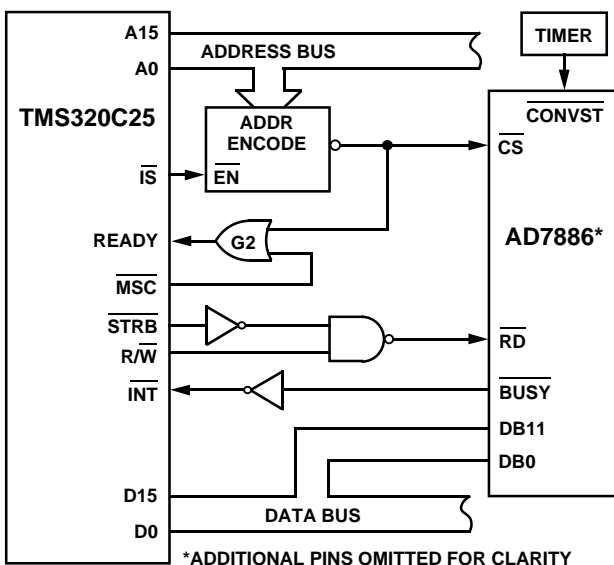 A15
A0
ADDRESS BUS
TIMER
TMS320C25
ADDR
ENCODE
CONVST
IS
EN
CS
READY
G2
AD7886*
MSC
STRB
R/W
RD
INT
BUSY
DB11
DB0
D15
D0
DATA BUS
*ADDITIONAL PINS OMITTED FOR CLARITY